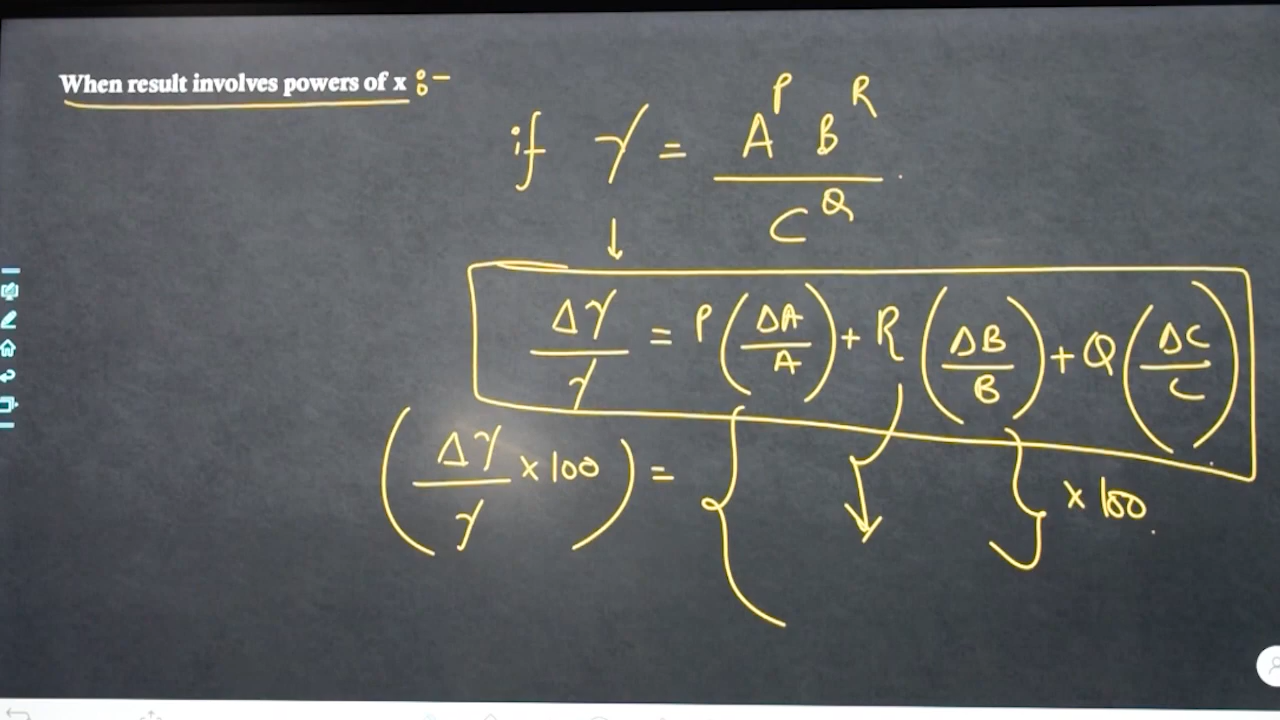 When result involves powers of x :-
if Y = A^P B^R / C^Q
ΔY/Y = P(ΔA/A) + R(ΔB/B) + Q(ΔC/C)
(ΔY/Y × 100) = { } × 100